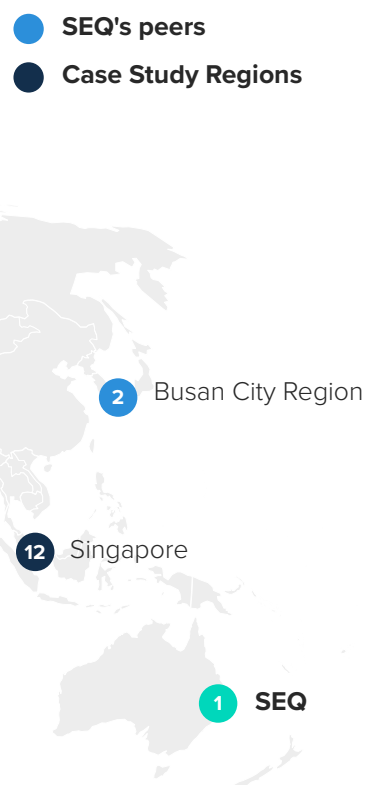 SEQ's peers
Case Study Regions
2 Busan City Region
12 Singapore
1 SEQ